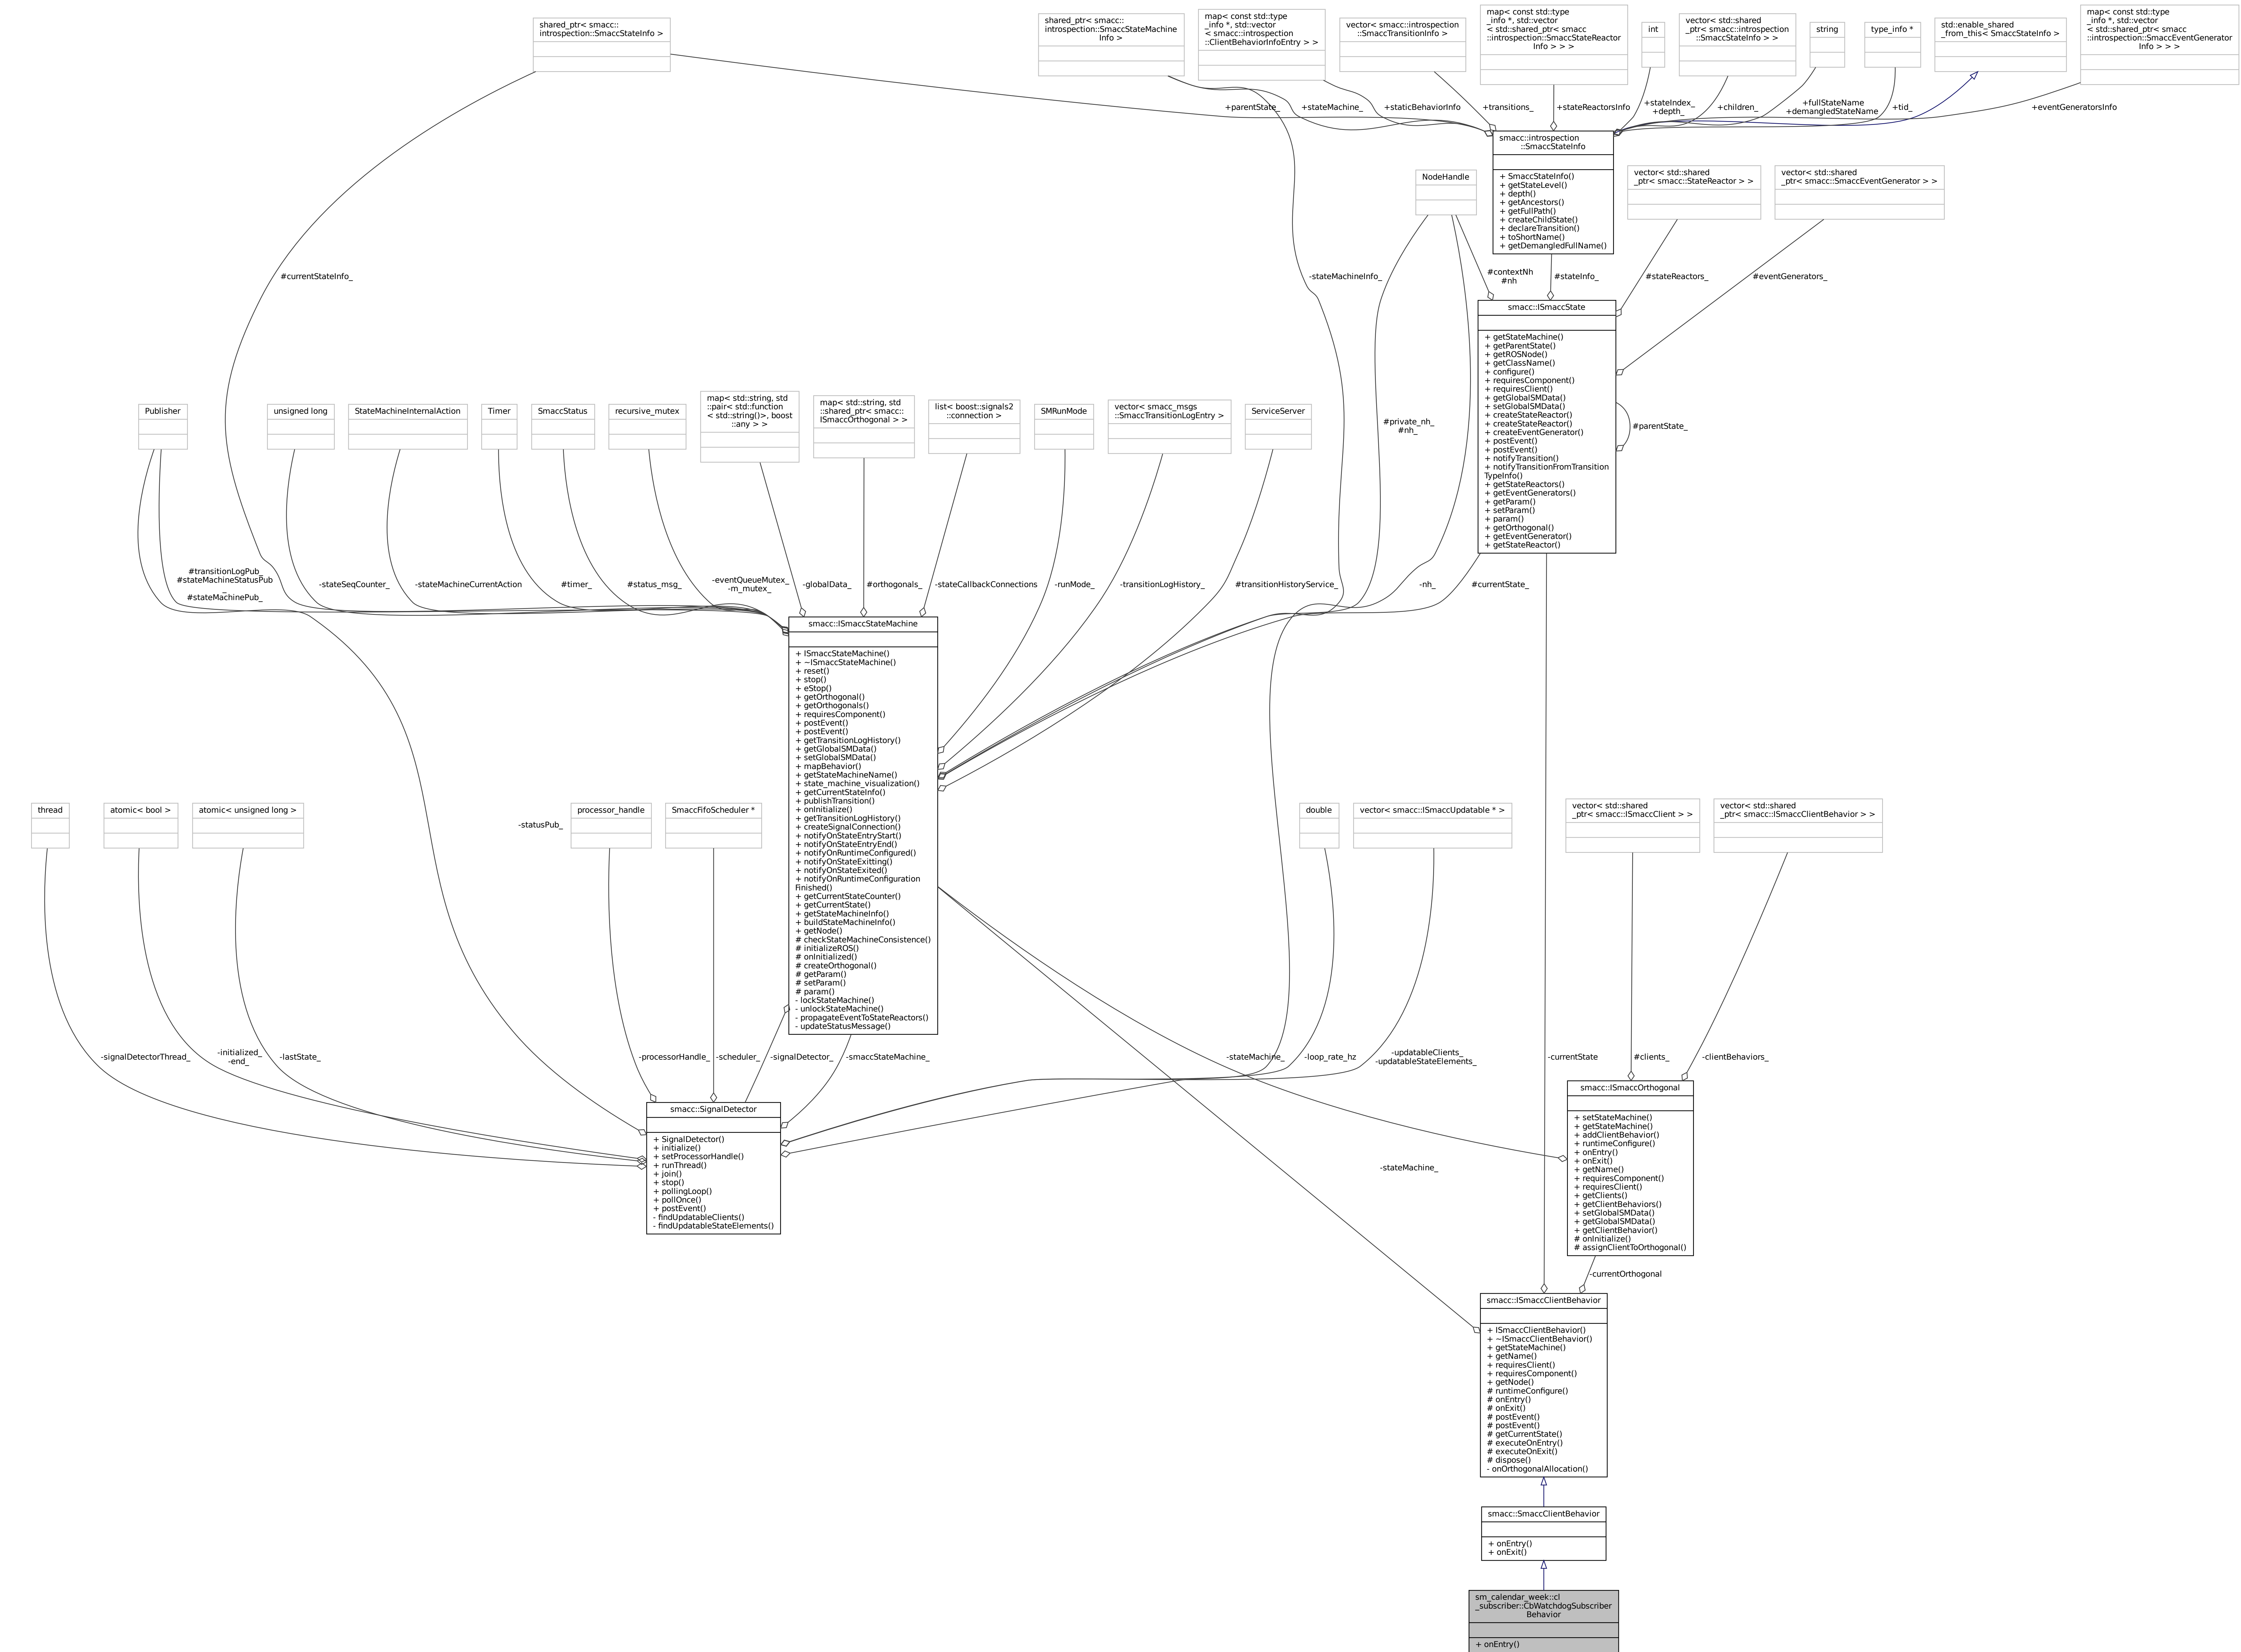 shared_ptr< smacc::
introspection::SmaccStateInfo >
shared_ptr< smacc::
introspection::SmaccStateMachine
Info >
map< const std::type
_info *, std::vector
< smacc::introspection
::ClientBehaviorInfoEntry > >
vector< smacc::introspection
::SmaccTransitionInfo >
map< const std::type
_info *, std::vector
< std::shared_ptr< smacc
::introspection::SmaccStateReactor
Info > > >
int
vector< std::shared
_ptr< smacc::introspection
::SmaccStateInfo > >
string
type_info *
std::enable_shared
_from_this< SmaccStateInfo >
map< const std::type
_info *, std::vector
< std::shared_ptr< smacc
::introspection::SmaccEventGenerator
Info > > >
+parentState_
+stateMachine_
+staticBehaviorInfo
+transitions_
+stateReactorsInfo
+stateIndex_
+depth_
+children_
+fullStateName
+demangledStateName
+tid_
+eventGeneratorsInfo
smacc::introspection
::SmaccStateInfo
+ SmaccStateInfo()
+ getStateLevel()
+ depth()
+ getAncestors()
+ getFullPath()
+ createChildState()
+ declareTransition()
+ toShortName()
+ getDemangledFullName()
NodeHandle
vector< std::shared
_ptr< smacc::StateReactor > >
vector< std::shared
_ptr< smacc::SmaccEventGenerator > >
#currentStateInfo_
-stateMachineInfo_
#contextNh
#nh
#stateInfo_
#stateReactors_
#eventGenerators_
smacc::ISmaccState
+ getStateMachine()
+ getParentState()
+ getROSNode()
+ getClassName()
+ configure()
+ requiresComponent()
+ requiresClient()
+ getGlobalSMData()
+ setGlobalSMData()
+ createStateReactor()
+ createStateReactor()
+ createEventGenerator()
+ postEvent()
+ postEvent()
+ notifyTransition()
+ notifyTransitionFromTransition
TypeInfo()
+ getStateReactors()
+ getEventGenerators()
+ getParam()
+ setParam()
+ param()
+ getOrthogonal()
+ getEventGenerator()
+ getStateReactor()
#parentState_
Publisher
unsigned long
StateMachineInternalAction
Timer
SmaccStatus
recursive_mutex
map< std::string, std
::pair< std::function
< std::string()>, boost
::any > >
map< std::string, std
::shared_ptr< smacc::
ISmaccOrthogonal > >
list< boost::signals2
::connection >
SMRunMode
vector< smacc_msgs
::SmaccTransitionLogEntry >
ServiceServer
#private_nh_
#nh_
#transitionLogPub_
#stateMachineStatusPub
_
#stateMachinePub_
-stateSeqCounter_
-stateMachineCurrentAction
#timer_
#status_msg_
-eventQueueMutex_
-m_mutex_
-globalData_
#orthogonals_
-stateCallbackConnections
-runMode_
-transitionLogHistory_
#transitionHistoryService_
-nh_
#currentState_
smacc::ISmaccStateMachine
+ ISmaccStateMachine()
+ ~ISmaccStateMachine()
+ reset()
+ stop()
+ eStop()
+ getOrthogonal()
+ getOrthogonals()
+ requiresComponent()
+ postEvent()
+ postEvent()
+ getTransitionLogHistory()
+ getGlobalSMData()
+ setGlobalSMData()
+ mapBehavior()
+ getStateMachineName()
+ state_machine_visualization()
+ getCurrentStateInfo()
+ publishTransition()
+ onInitialize()
+ getTransitionLogHistory()
+ createSignalConnection()
+ notifyOnStateEntryStart()
+ notifyOnStateEntryEnd()
+ notifyOnRuntimeConfigured()
+ notifyOnStateExitting()
+ notifyOnStateExited()
+ notifyOnRuntimeConfiguration
Finished()
+ getCurrentStateCounter()
+ getCurrentState()
+ getStateMachineInfo()
+ buildStateMachineInfo()
+ getNode()
# checkStateMachineConsistence()
# initializeROS()
# onInitialized()
# createOrthogonal()
# getParam()
# setParam()
# param()
- lockStateMachine()
- unlockStateMachine()
- propagateEventToStateReactors()
- updateStatusMessage()
thread
atomic< bool >
atomic< unsigned long >
-statusPub_
processor_handle
SmaccFifoScheduler *
double
vector< smacc::ISmaccUpdatable * >
vector< std::shared
_ptr< smacc::ISmaccClient > >
vector< std::shared
_ptr< smacc::ISmaccClientBehavior > >
-signalDetectorThread_
-initialized_
-end_
-lastState_
-processorHandle_
-scheduler_
-signalDetector_
-smaccStateMachine_
-stateMachine_
-loop_rate_hz
-updatableClients_
-updatableStateElements_
-currentState
#clients_
-clientBehaviors_
smacc::SignalDetector
+ SignalDetector()
+ initialize()
+ setProcessorHandle()
+ runThread()
+ join()
+ stop()
+ pollingLoop()
+ pollOnce()
+ postEvent()
- findUpdatableClients()
- findUpdatableStateElements()
-stateMachine_
smacc::ISmaccOrthogonal
+ setStateMachine()
+ getStateMachine()
+ addClientBehavior()
+ runtimeConfigure()
+ onEntry()
+ onExit()
+ getName()
+ requiresComponent()
+ requiresClient()
+ getClients()
+ getClientBehaviors()
+ setGlobalSMData()
+ getGlobalSMData()
+ getClientBehavior()
# onInitialize()
# assignClientToOrthogonal()
-currentOrthogonal
smacc::ISmaccClientBehavior
+ ISmaccClientBehavior()
+ ~ISmaccClientBehavior()
+ getStateMachine()
+ getName()
+ requiresClient()
+ requiresComponent()
+ getNode()
# runtimeConfigure()
# onEntry()
# onExit()
# postEvent()
# postEvent()
# getCurrentState()
# executeOnEntry()
# executeOnExit()
# dispose()
- onOrthogonalAllocation()
smacc::SmaccClientBehavior
+ onEntry()
+ onExit()
sm_calendar_week::cl
_subscriber::CbWatchdogSubscriber
Behavior
+ onEntry()